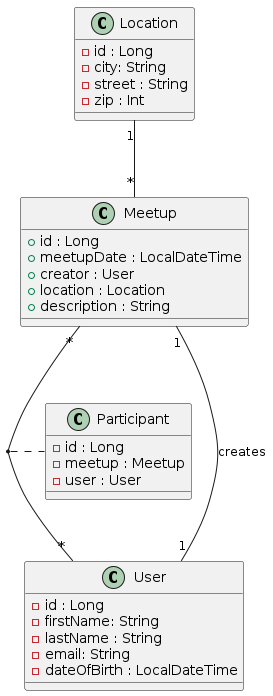 C Location
id : Long
city: String
street : String
zip : Int
1
*
C Meetup
id : Long
meetupDate : LocalDateTime
creator : User
location : Location
description : String
* 1
C Participant
id : Long
meetup : Meetup
user : User
creates
* 1
C User
id : Long
firstName: String
lastName : String
email: String
dateOfBirth : LocalDateTime